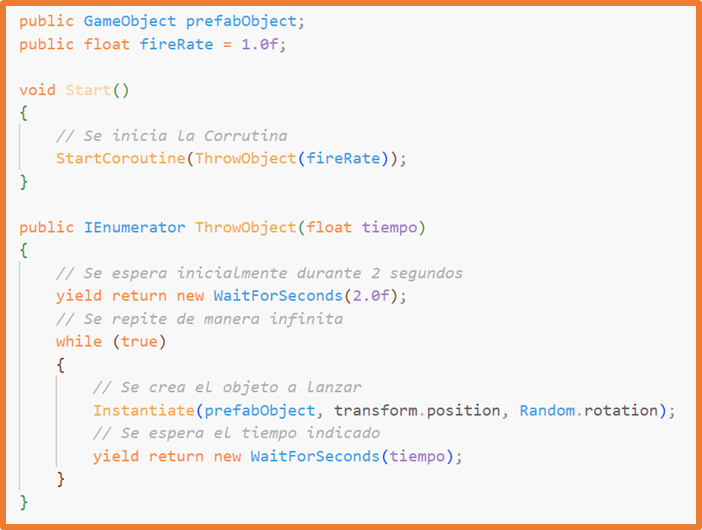 public GameObject prefabObject;
public float fireRate = 1.0f;
void Start()
{
// Se inicia la Corrutina
StartCoroutine(ThrowObject(fireRate));
}
public IEnumerator ThrowObject(float tiempo)
{
// Se espera inicialmente durante 2 segundos
yield return new WaitForSeconds(2.0f);
// Se repite de manera infinita
while (true)
{
// Se crea el objeto a lanzar
Instantiate(prefabObject, transform.position, Random.rotation);
// Se espera el tiempo indicado
yield return new WaitForSeconds(tiempo);
}
}